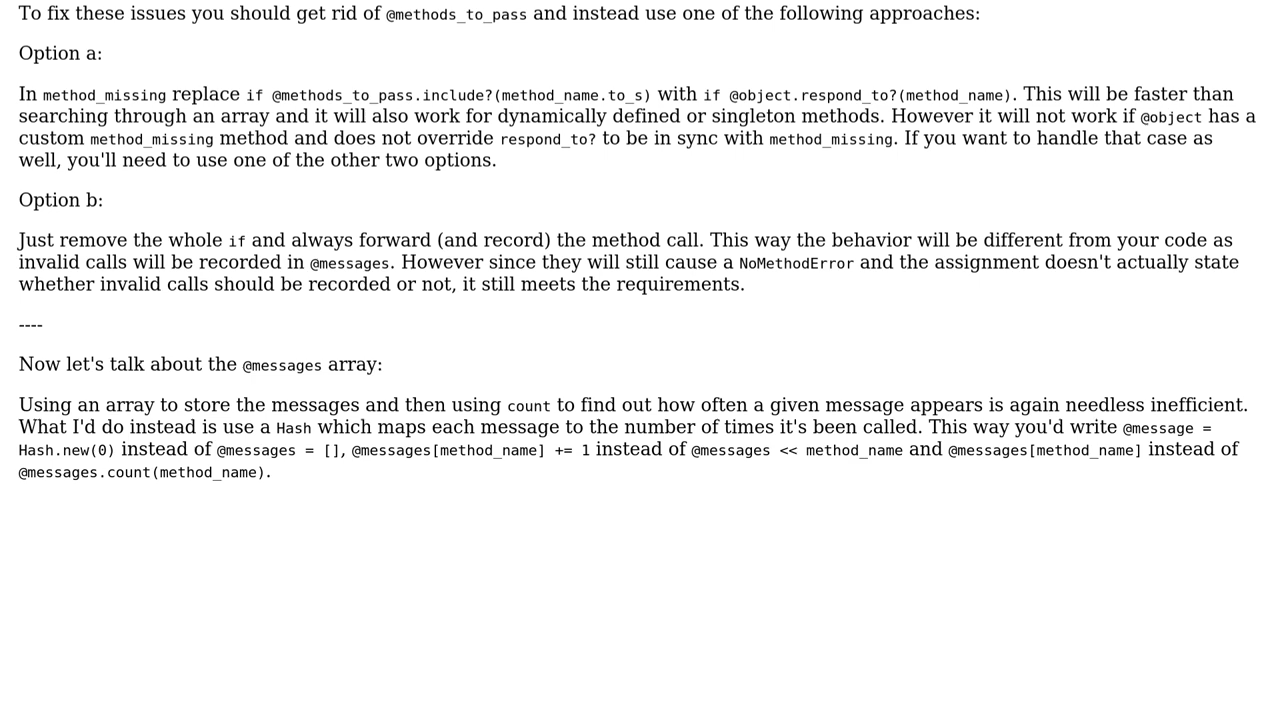 To fix these issues you should get rid of @methods_to_pass and instead use one of the following approaches:
Option a:
In method_missing replace if @methods_to_pass.include?(method_name.to_s) with if @object.respond_to?(method_name). This will be faster than
searching through an array and it will also work for dynamically defined or singleton methods. However it will not work if @object has a
custom method_missing method and does not override respond_to? to be in sync with method_missing. If you want to handle that case as
well, you'll need to use one of the other two options.
Option b:
Just remove the whole if and always forward (and record) the method call. This way the behavior will be different from your code as
invalid calls will be recorded in @messages. However since they will still cause a NoMethodError and the assignment doesn't actually state
whether invalid calls should be recorded or not, it still meets the requirements.
----
Now let's talk about the @messages array:
Using an array to store the messages and then using count to find out how often a given message appears is again needless inefficient.
What I'd do instead is use a Hash which maps each message to the number of times it's been called. This way you'd write @message =
Hash.new(0) instead of @messages = [], @messages[method_name] += 1 instead of @messages << method_name and @messages[method_name] instead of
@messages.count(method_name).